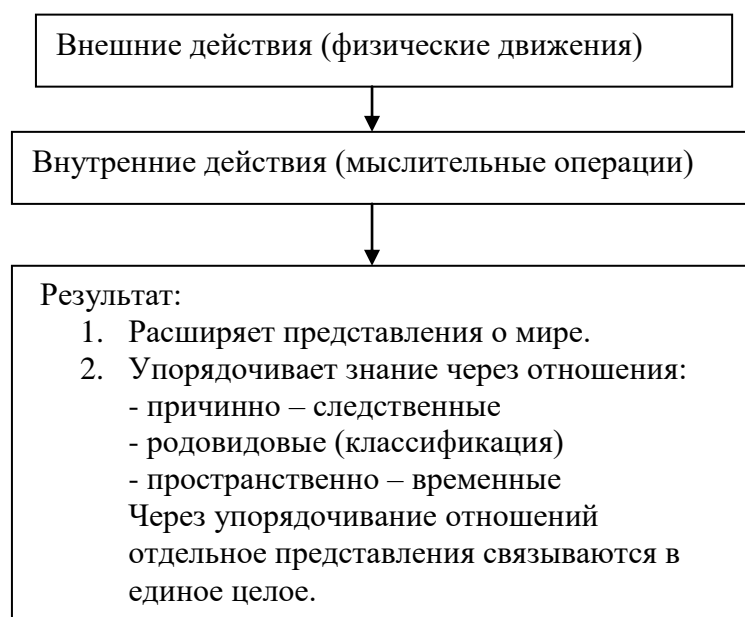 Внешние действия (физические движения)
Внутренние действия (мыслительные операции)
Результат:
1. Расширяет представления о мире.
2. Упорядочивает знание через отношения:
- причинно – следственные
- родовидовые (классификация)
- пространственно – временные
Через упорядочивание отношений
отдельное представления связываются в
единое целое.